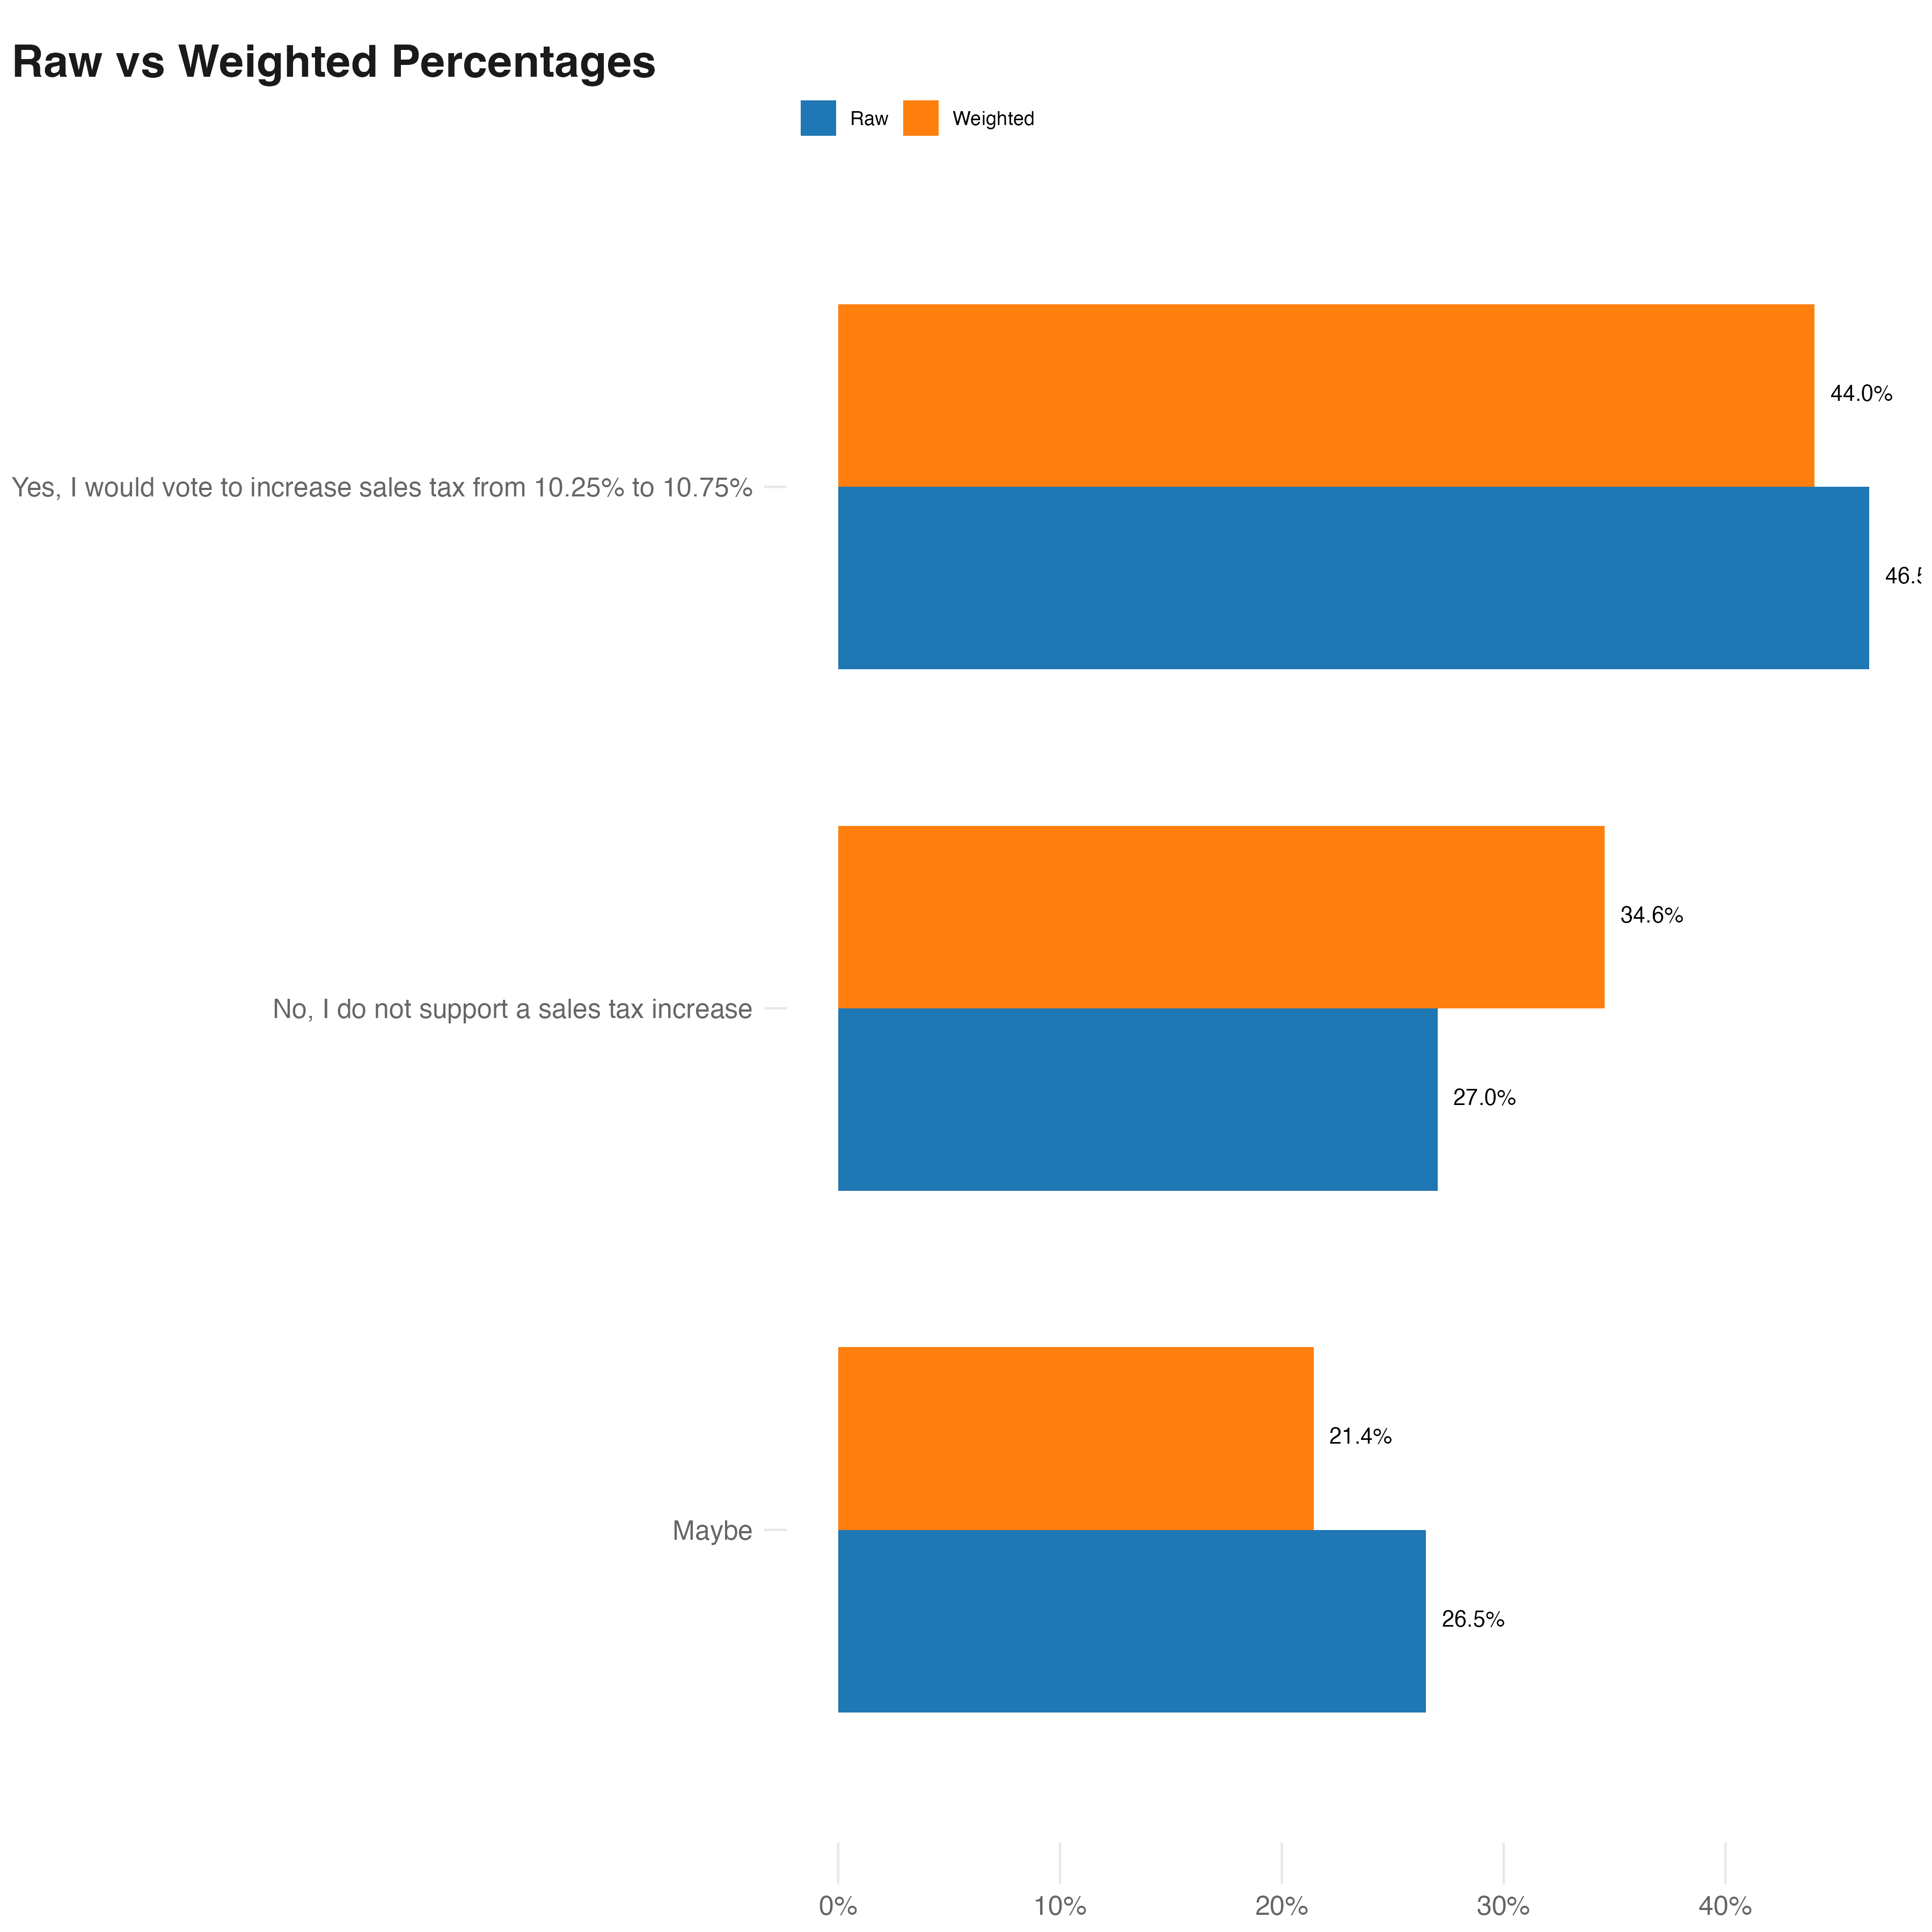 Raw vs Weighted Percentages
Raw Weighted
44.0%
Yes, I would vote to increase sales tax from 10.25% to 10.75%
46.5
34.6%
No, I do not support a sales tax increase
27.0%
21.4%
Maybe
26.5%
0% 10% 20% 30% 40%